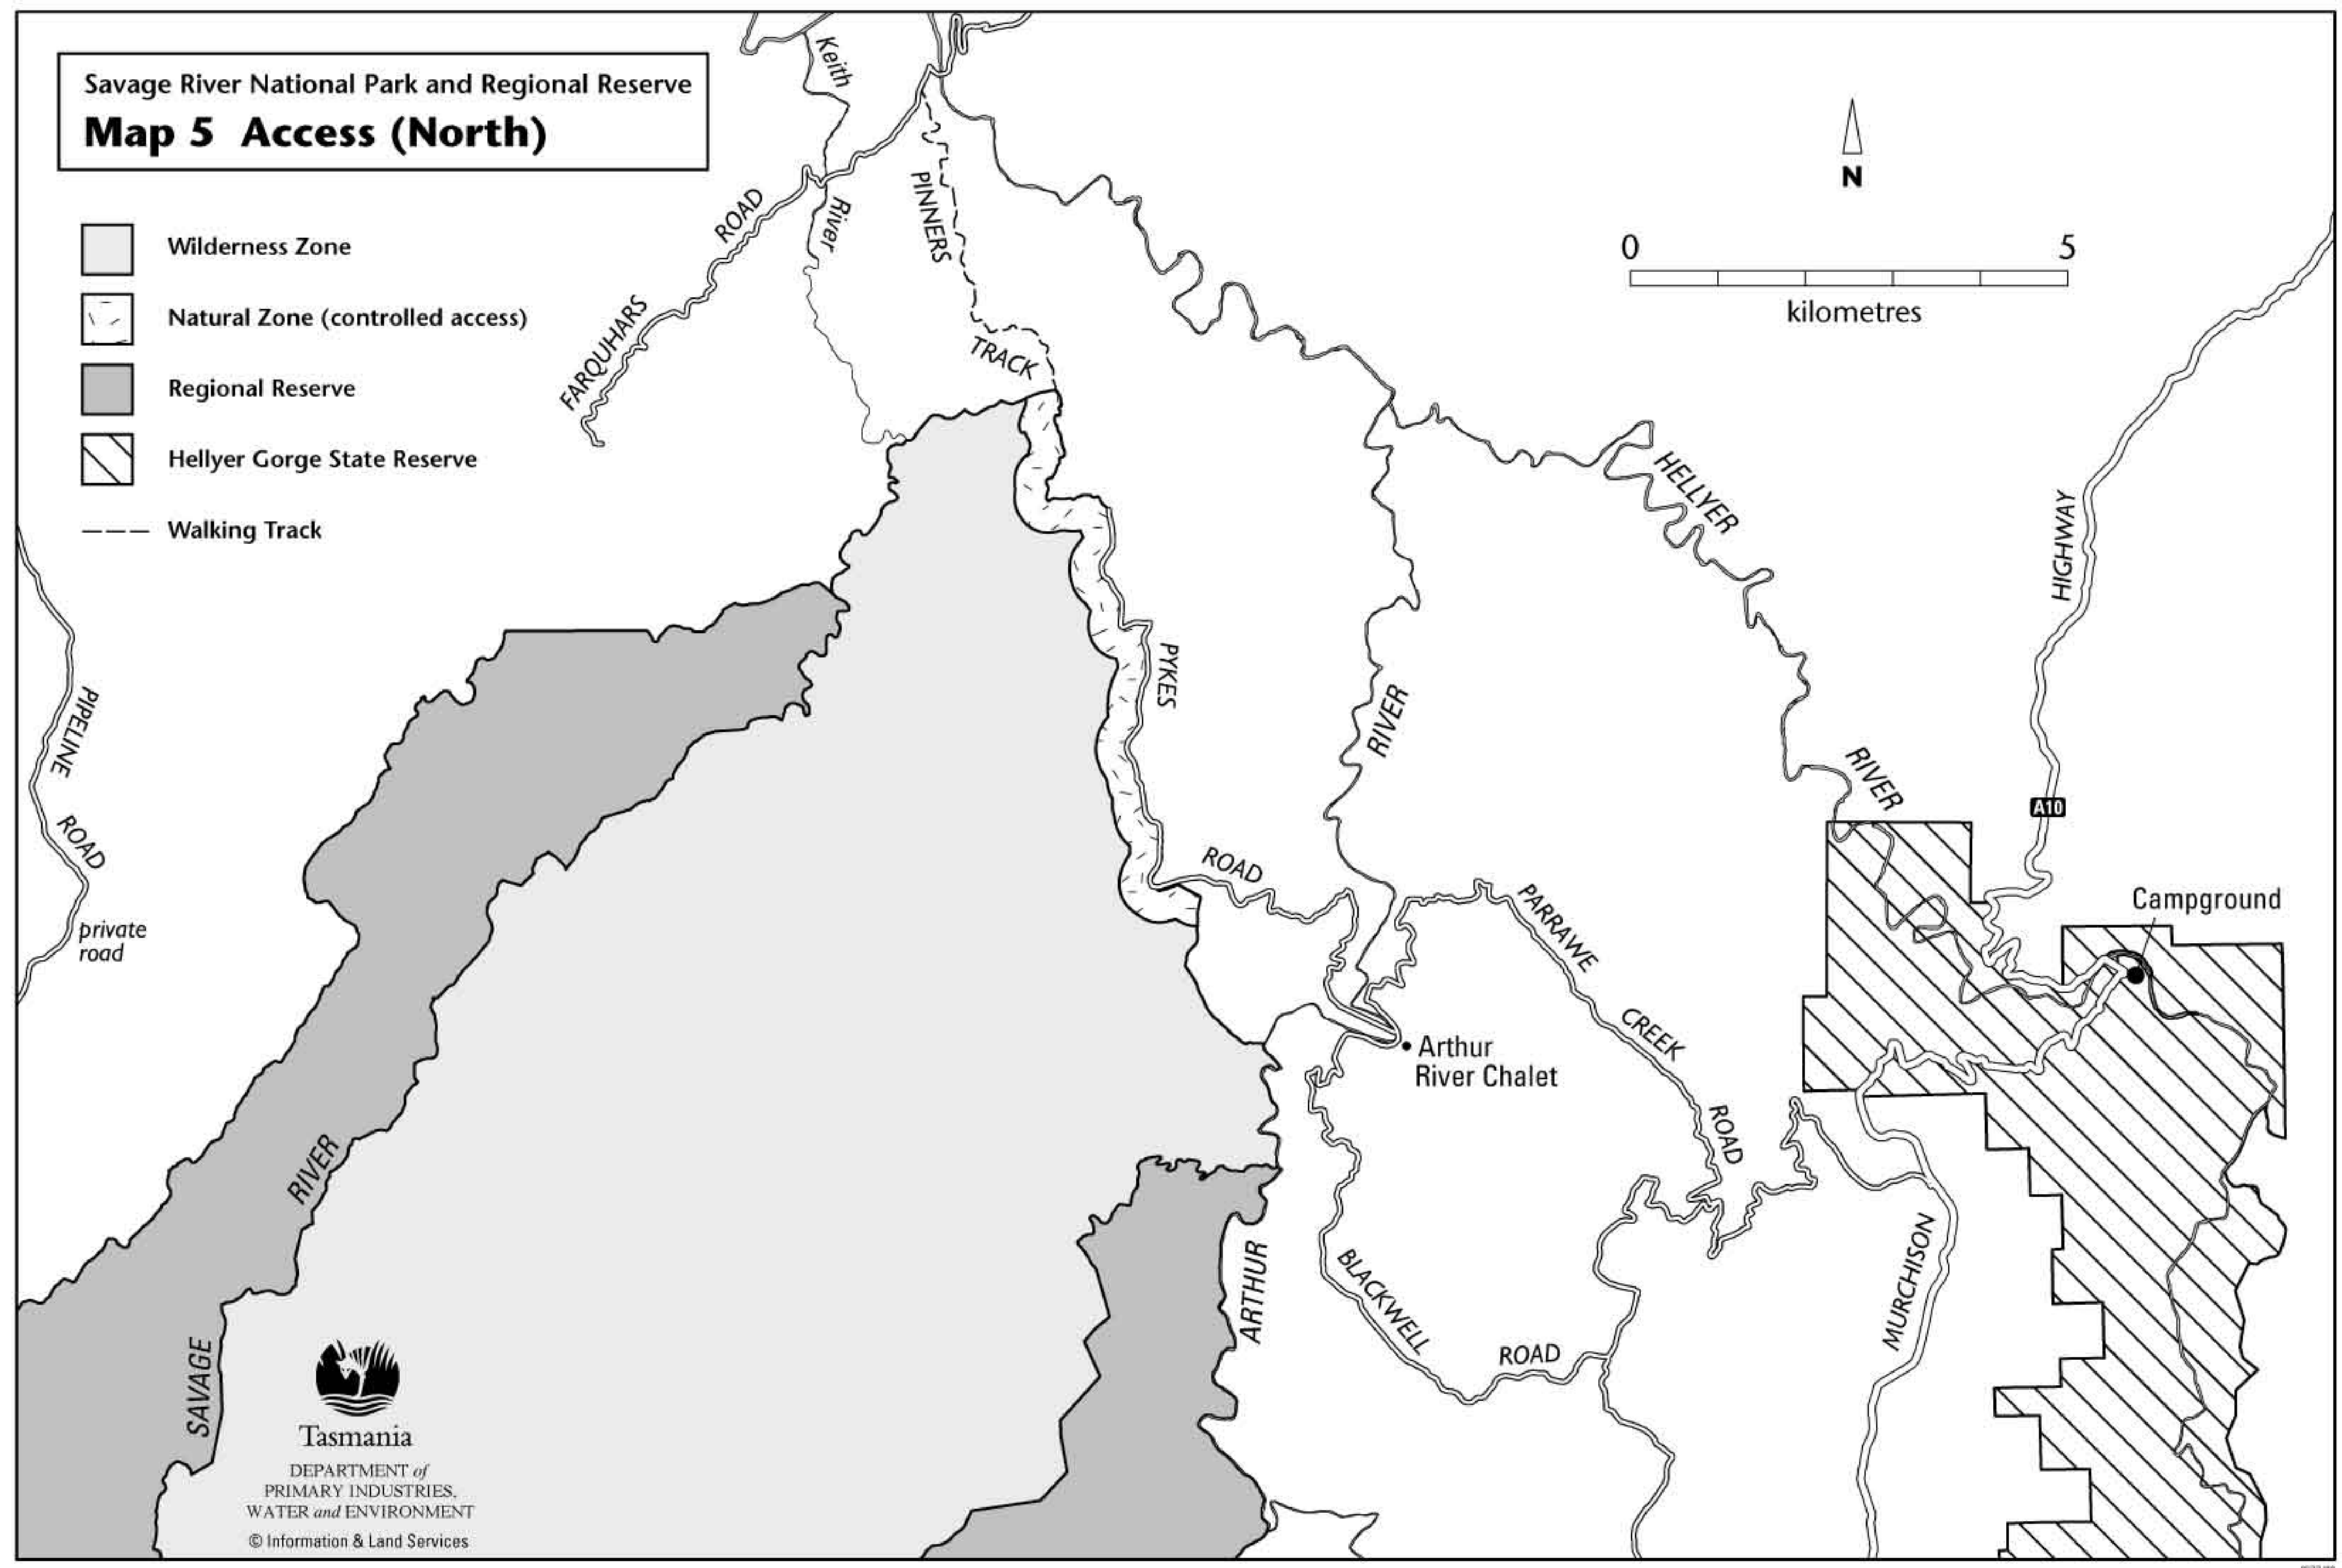 Savage River National Park and Regional Reserve
Map 5 Access (North)
Wilderness Zone
Natural Zone (controlled access)
Regional Reserve
Hellyer Gorge State Reserve
Walking Track
N
0 5
kilometres
Keith
River
FARQUHARS
ROAD
PINNERS
TRACK
HELLYER
RIVER
HIGHWAY
A10
PIPELINE
ROAD
private
road
PYKES
ROAD
RIVER
PARRAWE
CREEK
ROAD
Campground
Arthur
River Chalet
RIVER
SAVAGE
ARTHUR
BLACKWELL
ROAD
MURCHISON
Tasmania
DEPARTMENT of
PRIMARY INDUSTRIES,
WATER and ENVIRONMENT
© Information & Land Services